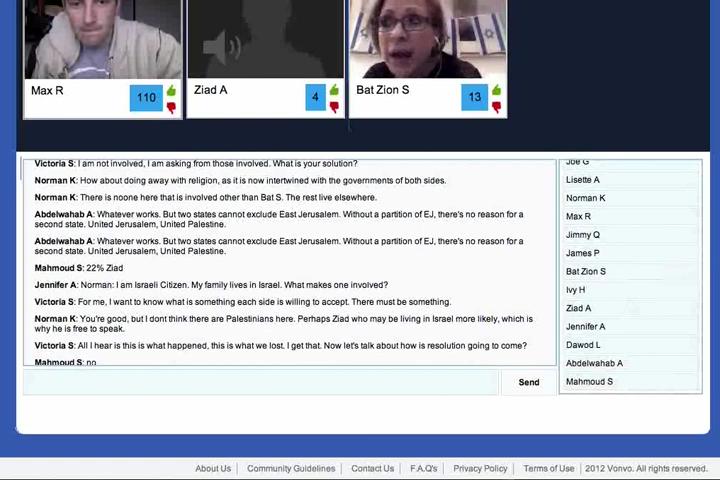 Max R
110
Ziad A
4
Bat Zion S
13
Victoria S: I am not involved, I am asking from those involved. What is your solution?
Norman K: How about doing away with religion, as it is now intertwined with the governments of both sides.
Norman K: There is noone here that is involved other than Bat S. The rest live elsewhere.
Abdelwahab A: Whatever works. But two states cannot exclude East Jerusalem. Without a partition of EJ, there's no reason for a
second state. United Jerusalem, United Palestine.
Abdelwahab A: Whatever works. But two states cannot exclude East Jerusalem. Without a partition of EJ, there's no reason for a
second state. United Jerusalem, United Palestine.
Mahmoud S: 22% Ziad
Jennifer A: Norman: I am Israeli Citizen. My family lives in Israel. What makes one involved?
Victoria S: For me, I want to know what is something each side is willing to accept. There must be something.
Norman K: You're good, but I dont think there are Palestinians here. Perhaps Ziad who may be living in Israel more likely, which is
why he is free to speak.
Victoria S: All I hear is this is what happened, this is what we lost. I get that. Now let's talk about how is resolution going to come?
Mahmoud S: no
Send
Joe G
Lisette A
Norman K
Max R
Jimmy Q
James P
Bat Zion S
Ivy H
Ziad A
Jennifer A
Dawod L
Abdelwahab A
Mahmoud S
About Us | Community Guidelines | Contact Us | F.A.Q's | Privacy Policy | Terms of Use | 2012 Vonvo. All rights reserved.